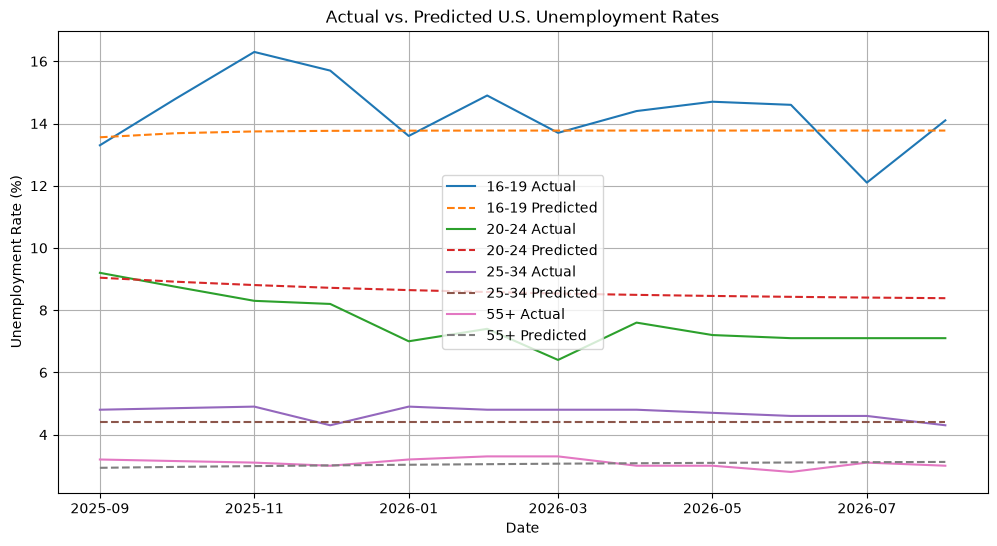 Actual vs. Predicted U.S. Unemployment Rates
Unemployment Rate (%)
16
14
12
10
8
6
4
16-19 Actual
16-19 Predicted
20-24 Actual
20-24 Predicted
25-34 Actual
25-34 Predicted
55+ Actual
55+ Predicted
2025-09
2025-11
2026-01
2026-03
2026-05
2026-07
Date